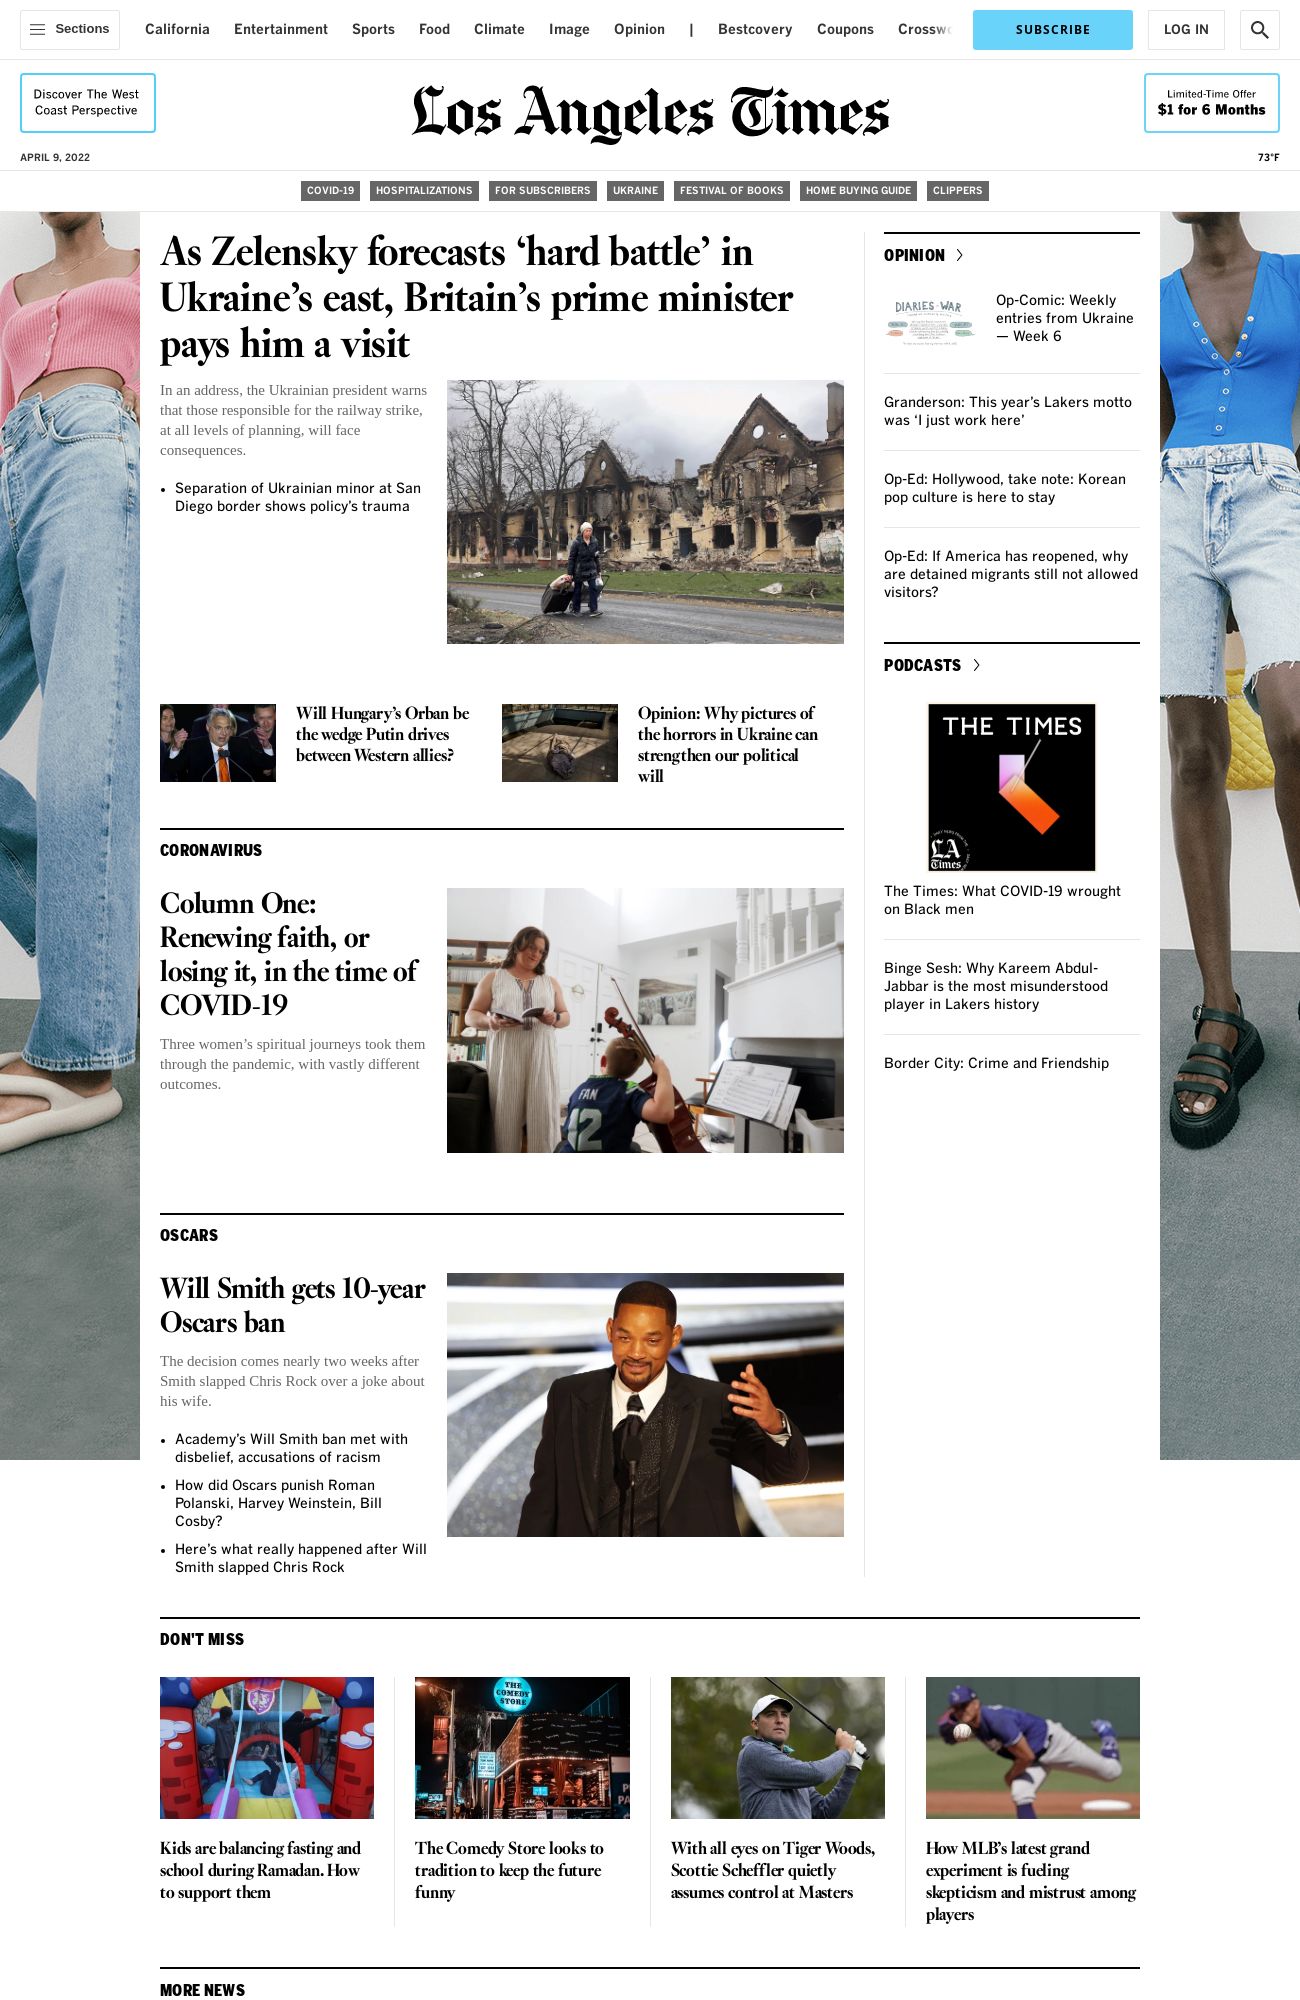 Sections
California Entertainment Sports Food Climate Image Opinion | Bestcovery Coupons
SUBSCRIBE
LOG IN
Discover The West
Coast Perspective
Los Angeles Times
Limited-Time Offer
$1 for 6 Months
APRIL 9, 2022
73°F
COVID-19 HOSPITALIZATIONS FOR SUBSCRIBERS UKRAINE FESTIVAL OF BOOKS HOME BUYING GUIDE CLIPPERS
As Zelensky forecasts ‘hard battle’ in
Ukraine’s east, Britain’s prime minister
pays him a visit
In an address, the Ukrainian president warns
that those responsible for the railway strike,
at all levels of planning, will face
consequences.
• Separation of Ukrainian minor at San
Diego border shows policy’s trauma
Will Hungary’s Orban be
the wedge Putin drives
between Western allies?
Opinion: Why pictures of
the horrors in Ukraine can
strengthen our political
will
CORONAVIRUS
Column One:
Renewing faith, or
losing it, in the time of
COVID-19
Three women’s spiritual journeys took them
through the pandemic, with vastly different
outcomes.
FAN
12
OSCARS
Will Smith gets 10-year
Oscars ban
The decision comes nearly two weeks after
Smith slapped Chris Rock over a joke about
his wife.
• Academy’s Will Smith ban met with
disbelief, accusations of racism
• How did Oscars punish Roman
Polanski, Harvey Weinstein, Bill
Cosby?
• Here’s what really happened after Will
Smith slapped Chris Rock
OPINION
DIARIES of WAR
Op-Comic: Weekly
entries from Ukraine
— Week 6
Granderson: This year’s Lakers motto
was ‘I just work here’
Op-Ed: Hollywood, take note: Korean
pop culture is here to stay
Op-Ed: If America has reopened, why
are detained migrants still not allowed
visitors?
PODCASTS
THE TIMES
LA
Times
The Times: What COVID-19 wrought
on Black men
Binge Sesh: Why Kareem Abdul-
Jabbar is the most misunderstood
player in Lakers history
Border City: Crime and Friendship
DON'T MISS
THE
COMEDY
STORE
Kids are balancing fasting and
school during Ramadan. How
to support them
The Comedy Store looks to
tradition to keep the future
funny
With all eyes on Tiger Woods,
Scottie Scheffler quietly
assumes control at Masters
How MLB’s latest grand
experiment is fueling
skepticism and mistrust among
players
MORE NEWS